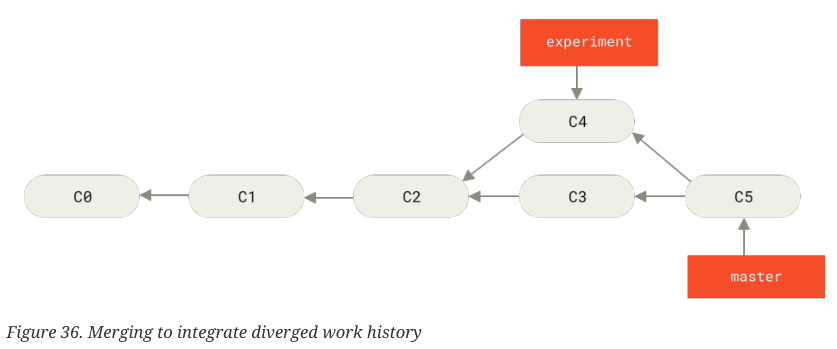 experiment
C4
C0 C1 C2 C3 C5
master
Figure 36. Merging to integrate diverged work history